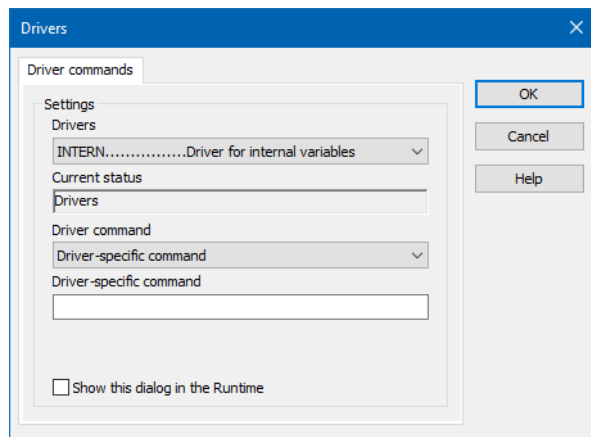 Drivers
Driver commands
Settings
Drivers
INTERN...............Driver for internal variables
Current status
Drivers
Driver command
Driver-specific command
Driver-specific command
Show this dialog in the Runtime
OK
Cancel
Help